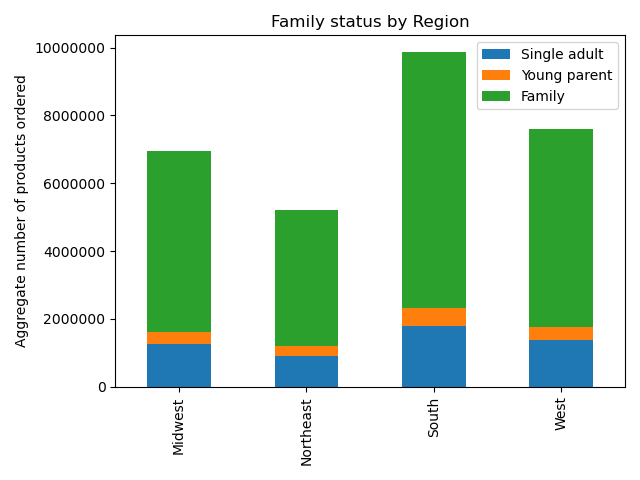 Family status by Region
Single adult
Young parent
Family
Aggregate number of products ordered
10000000
8000000
6000000
4000000
2000000
0
Midwest
Northeast
South
West